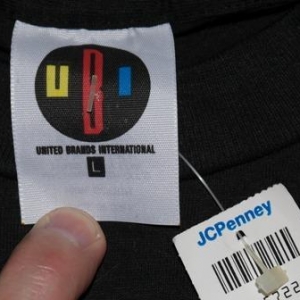 UBI
UNITED BRANDS INTERNATIONAL
L
JCPenney